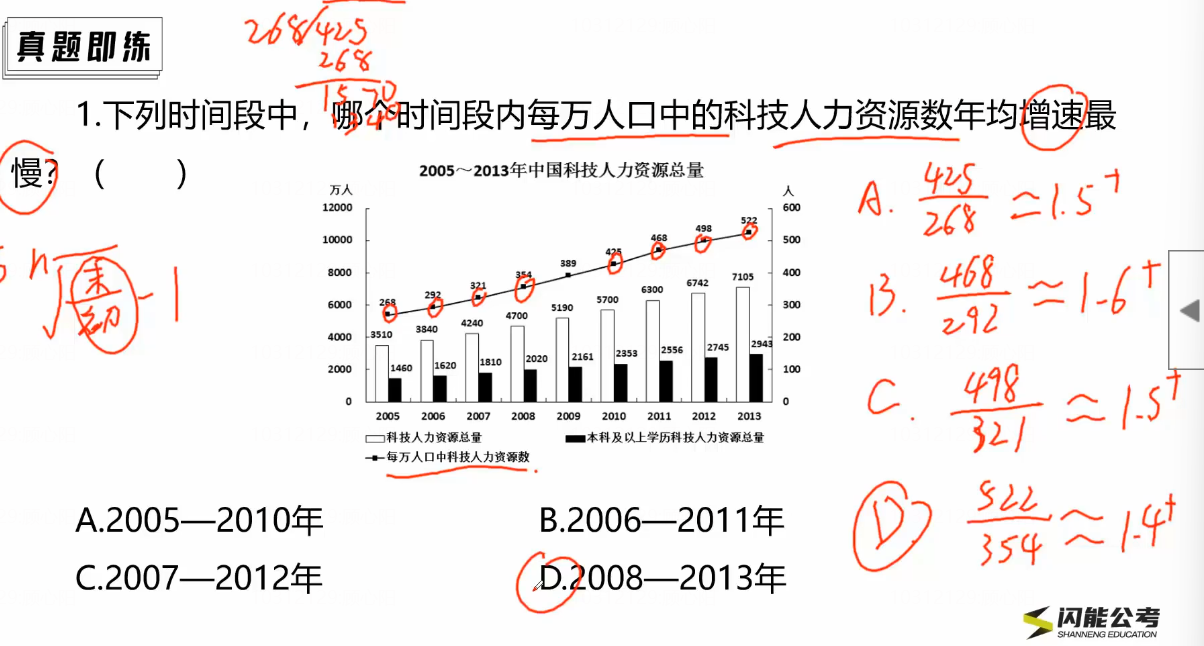 真题即练
268 425
268
15 70
13 40
1.下列时间段中，哪个时间段内每万人口中的科技人力资源数年均增速最
慢？（ ）
2005～2013年中国科技人力资源总量
万人 人
12000 600
10000 500
8000 400
6000 300
4000 200
2000 100
0 0
268 292 321 354 389 425 468 498 522
3510 3840 4240 4700 5190 5700 6300 6742 7105
1460 1620 1810 2020 2161 2353 2556 2745 2943
2005 2006 2007 2008 2009 2010 2011 2012 2013
科技人力资源总量 本科及以上学历科技人力资源总量
每万人口中科技人力资源数
n√末/初 - 1
A. 425/268 ≈1.5⁺
B. 468/292 ≈1.6⁺
C. 498/321 ≈1.5⁺
D 522/354 ≈1.4⁺
A.2005—2010年 B.2006—2011年
C.2007—2012年 D.2008—2013年
闪能公考
SHANNENG EDUCATION